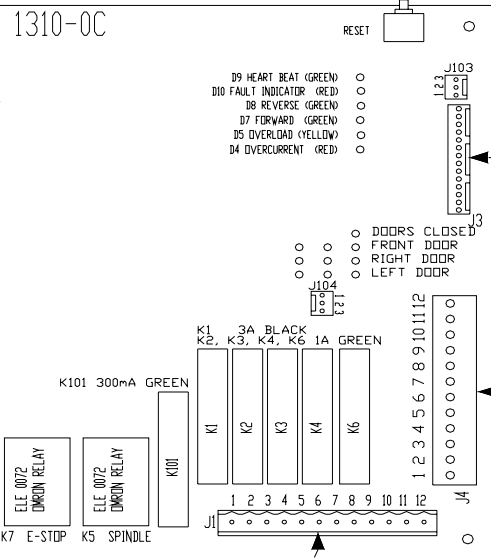 1310-0C
RESET
J103
1 2 3
D9 HEART BEAT (GREEN)
D10 FAULT INDICATOR (RED)
D8 REVERSE (GREEN)
D7 FORWARD (GREEN)
D5 OVERLOAD (YELLOW)
D4 OVERCURRENT (RED)
J3
DOORS CLOSED
FRONT DOOR
RIGHT DOOR
LEFT DOOR
J104
1 2 3
K1 3A BLACK
K2, K3, K4, K6 1A GREEN
K101 300mA GREEN
K1
K2
K3
K4
K6
K101
1 2 3 4 5 6 7 8 9 10 11 12
J4
ELE 0072
OMRON RELAY
ELE 0072
OMRON RELAY
K7 E-STOP
K5 SPINDLE
1 2 3 4 5 6 7 8 9 10 11 12
J1